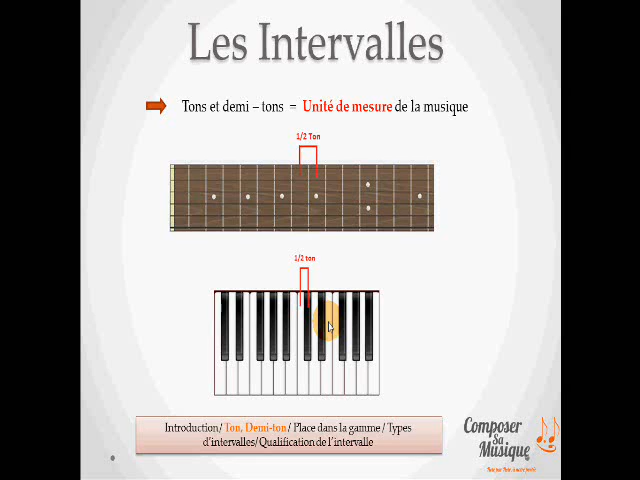 Les Intervalles
Tons et demi – tons = Unité de mesure de la musique
1/2 Ton
1/2 ton
Introduction/ Ton, Demi-ton / Place dans la gamme / Types
d'intervalles/ Qualification de l'intervalle
Composer
Sa
Musique